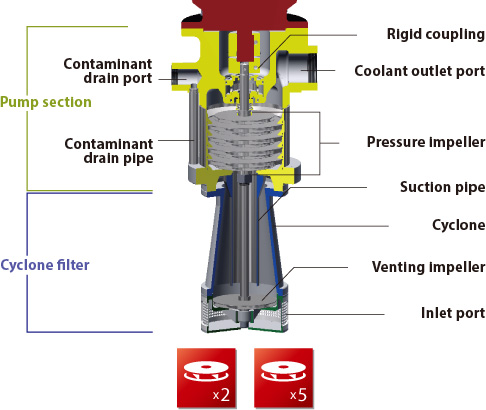 Rigid coupling
Contaminant
drain port
Coolant outlet port
Pump section
Contaminant
drain pipe
Pressure impeller
Suction pipe
Cyclone
Cyclone filter
Venting impeller
Inlet port
x2
x5